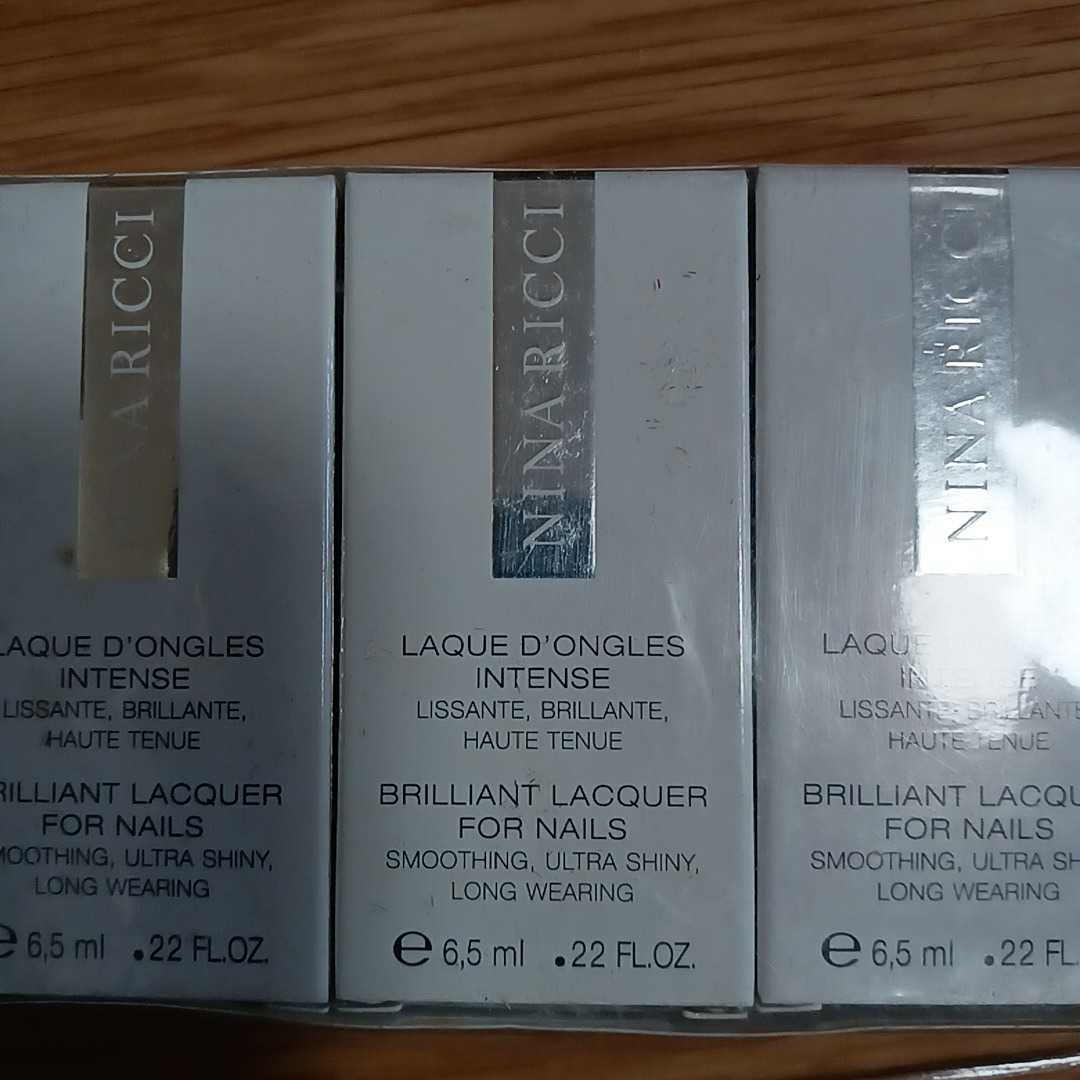 A RICCI
LAQUE D'ONGLES
INTENSE
LISSANTE, BRILLANTE,
HAUTE TENUE
BRILLIANT LACQUER
FOR NAILS
SMOOTHING, ULTRA SHINY,
LONG WEARING
e 6,5 ml .22 FL.OZ.
NINA RICCI
LAQUE D'ONGLES
INTENSE
LISSANTE, BRILLANTE,
HAUTE TENUE
BRILLIANT LACQUER
FOR NAILS
SMOOTHING, ULTRA SHINY,
LONG WEARING
e 6,5 ml .22 FL.OZ.
NINA RICCI
LAQUE
LISSANTE, BRILLANTE
HAUTE TENUE
BRILLIANT LACQU
FOR NAILS
SMOOTHING, ULTRA SH
LONG WEARING
e 6,5 ml .22 FL.